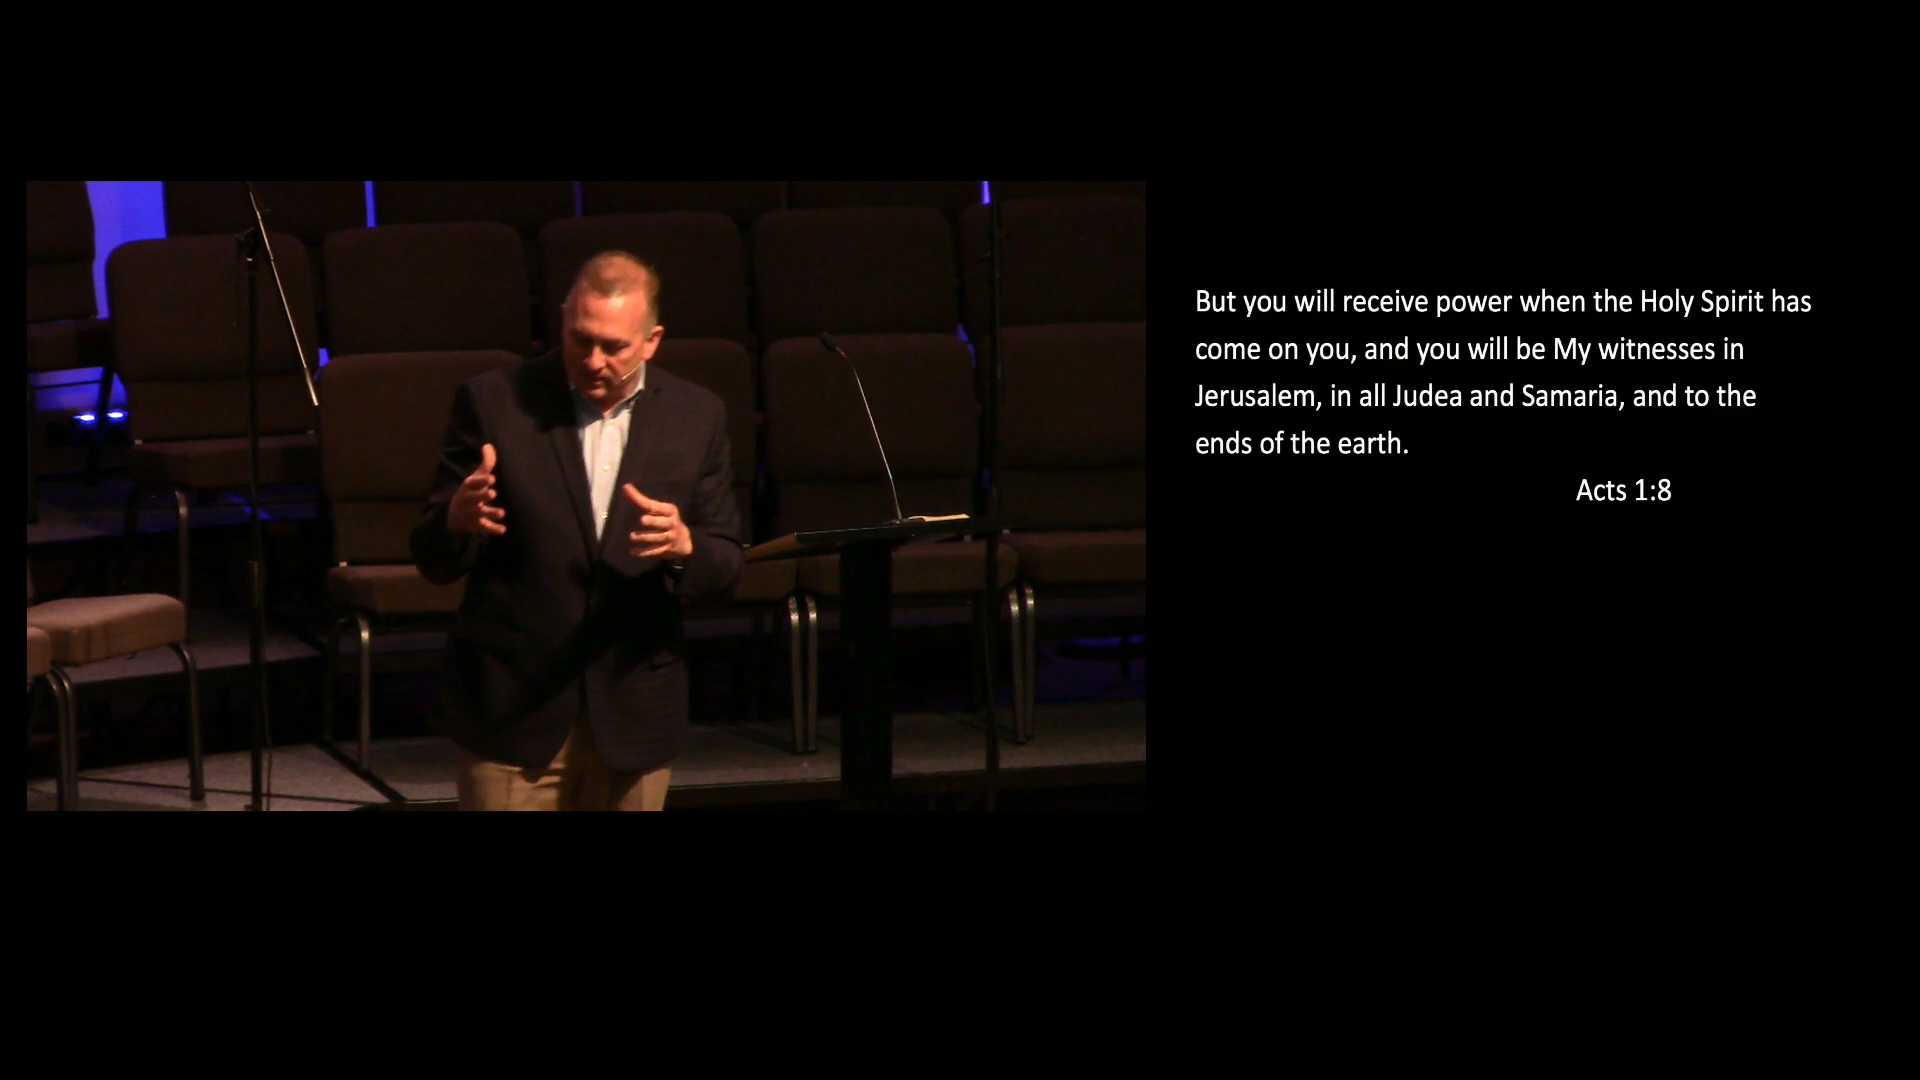 But you will receive power when the Holy Spirit has
come on you, and you will be My witnesses in
Jerusalem, in all Judea and Samaria, and to the
ends of the earth.
Acts 1:8